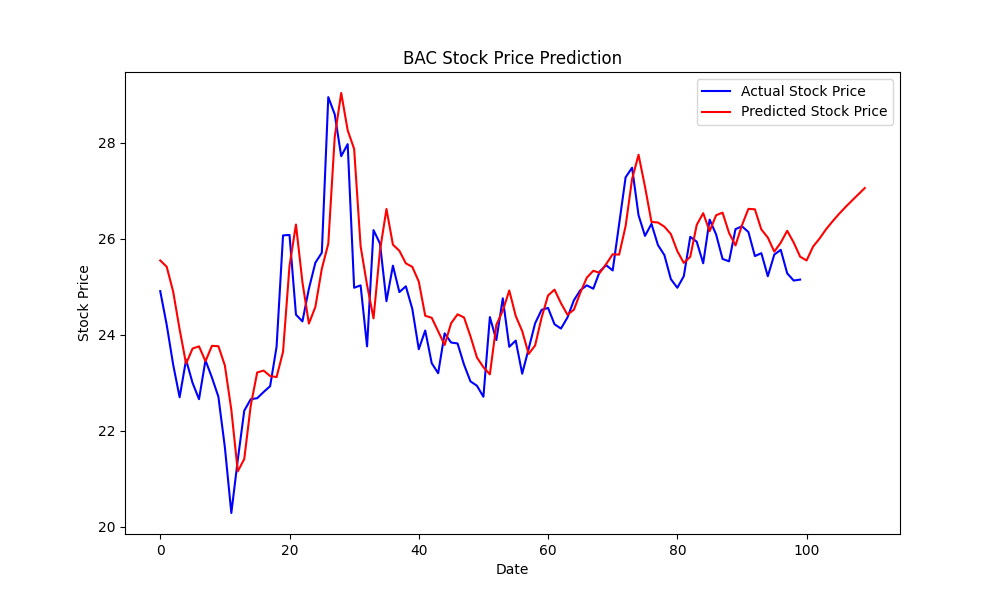 BAC Stock Price Prediction
Actual Stock Price
Predicted Stock Price
Stock Price
28
26
24
22
20
0 20 40 60 80 100
Date